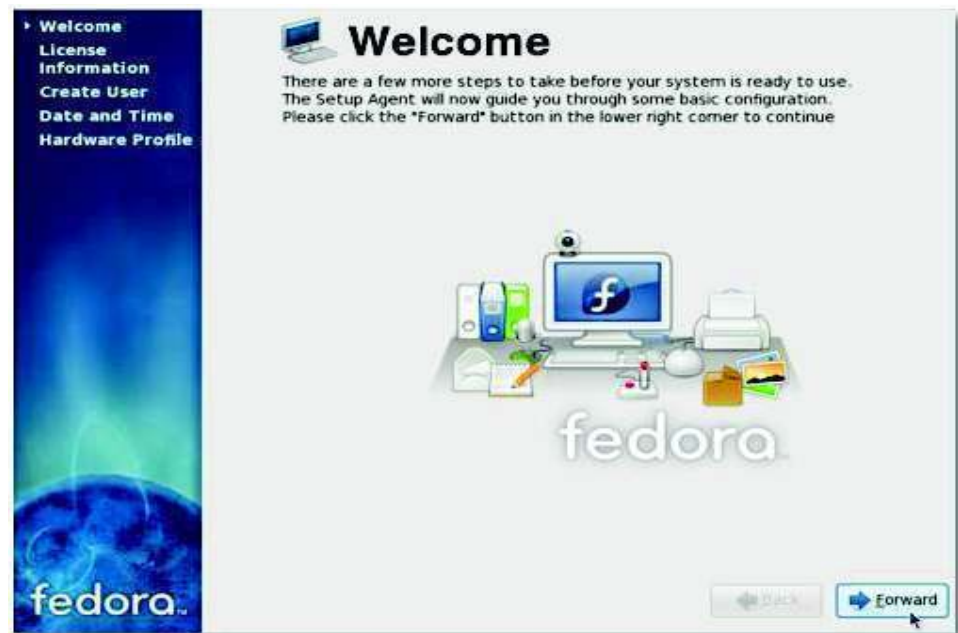 Welcome
License
Information
Create User
Date and Time
Hardware Profile
Welcome
There are a few more steps to take before your system is ready to use.
The Setup Agent will now guide you through some basic configuration.
Please click the "Forward" button in the lower right corner to continue
fedora
fedora
Back
Forward